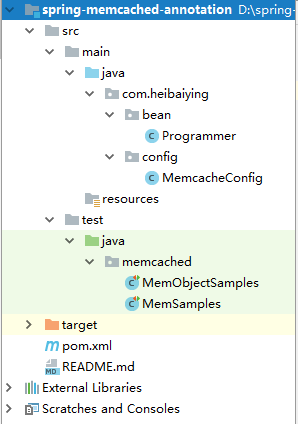 spring-memcached-annotation D:\spring-
src
main
java
com.heibaiying
bean
Programmer
config
MemcacheConfig
resources
test
java
memcached
MemObjectSamples
MemSamples
target
pom.xml
README.md
External Libraries
Scratches and Consoles